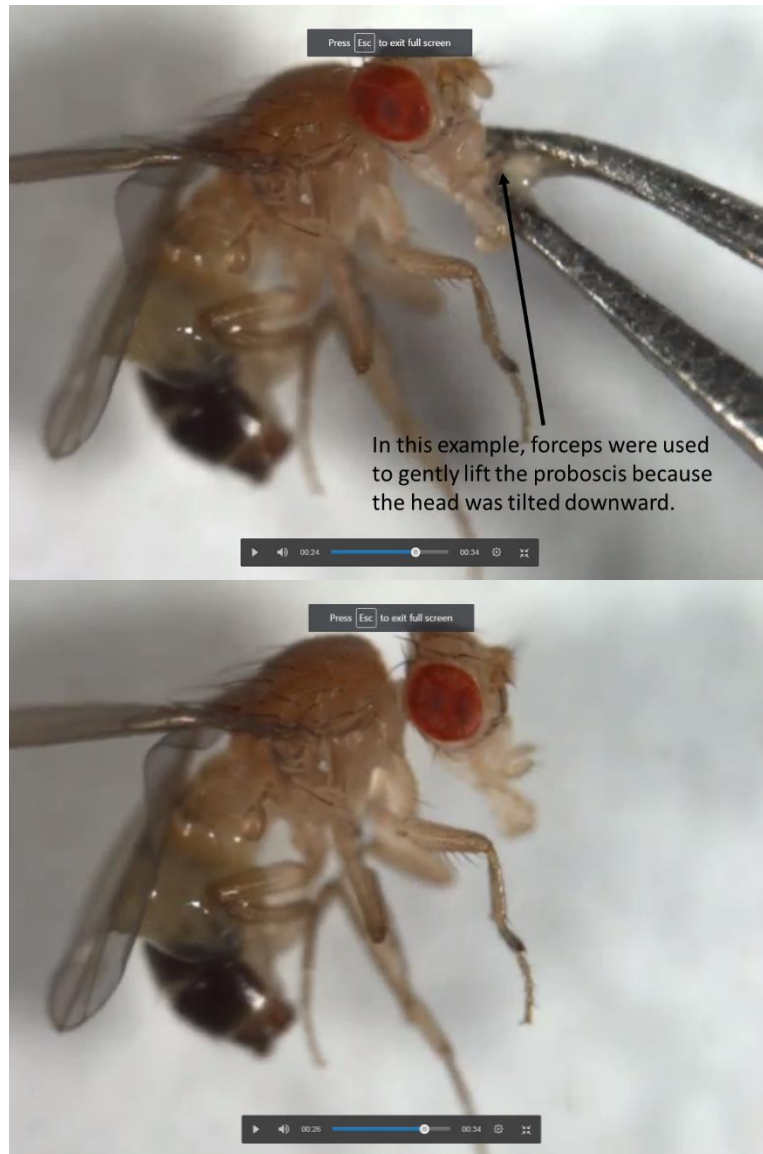 Press Esc to exit full screen
In this example, forceps were used
to gently lift the proboscis because
the head was tilted downward.
00:24
00:34
Press Esc to exit full screen
00:26
00:34